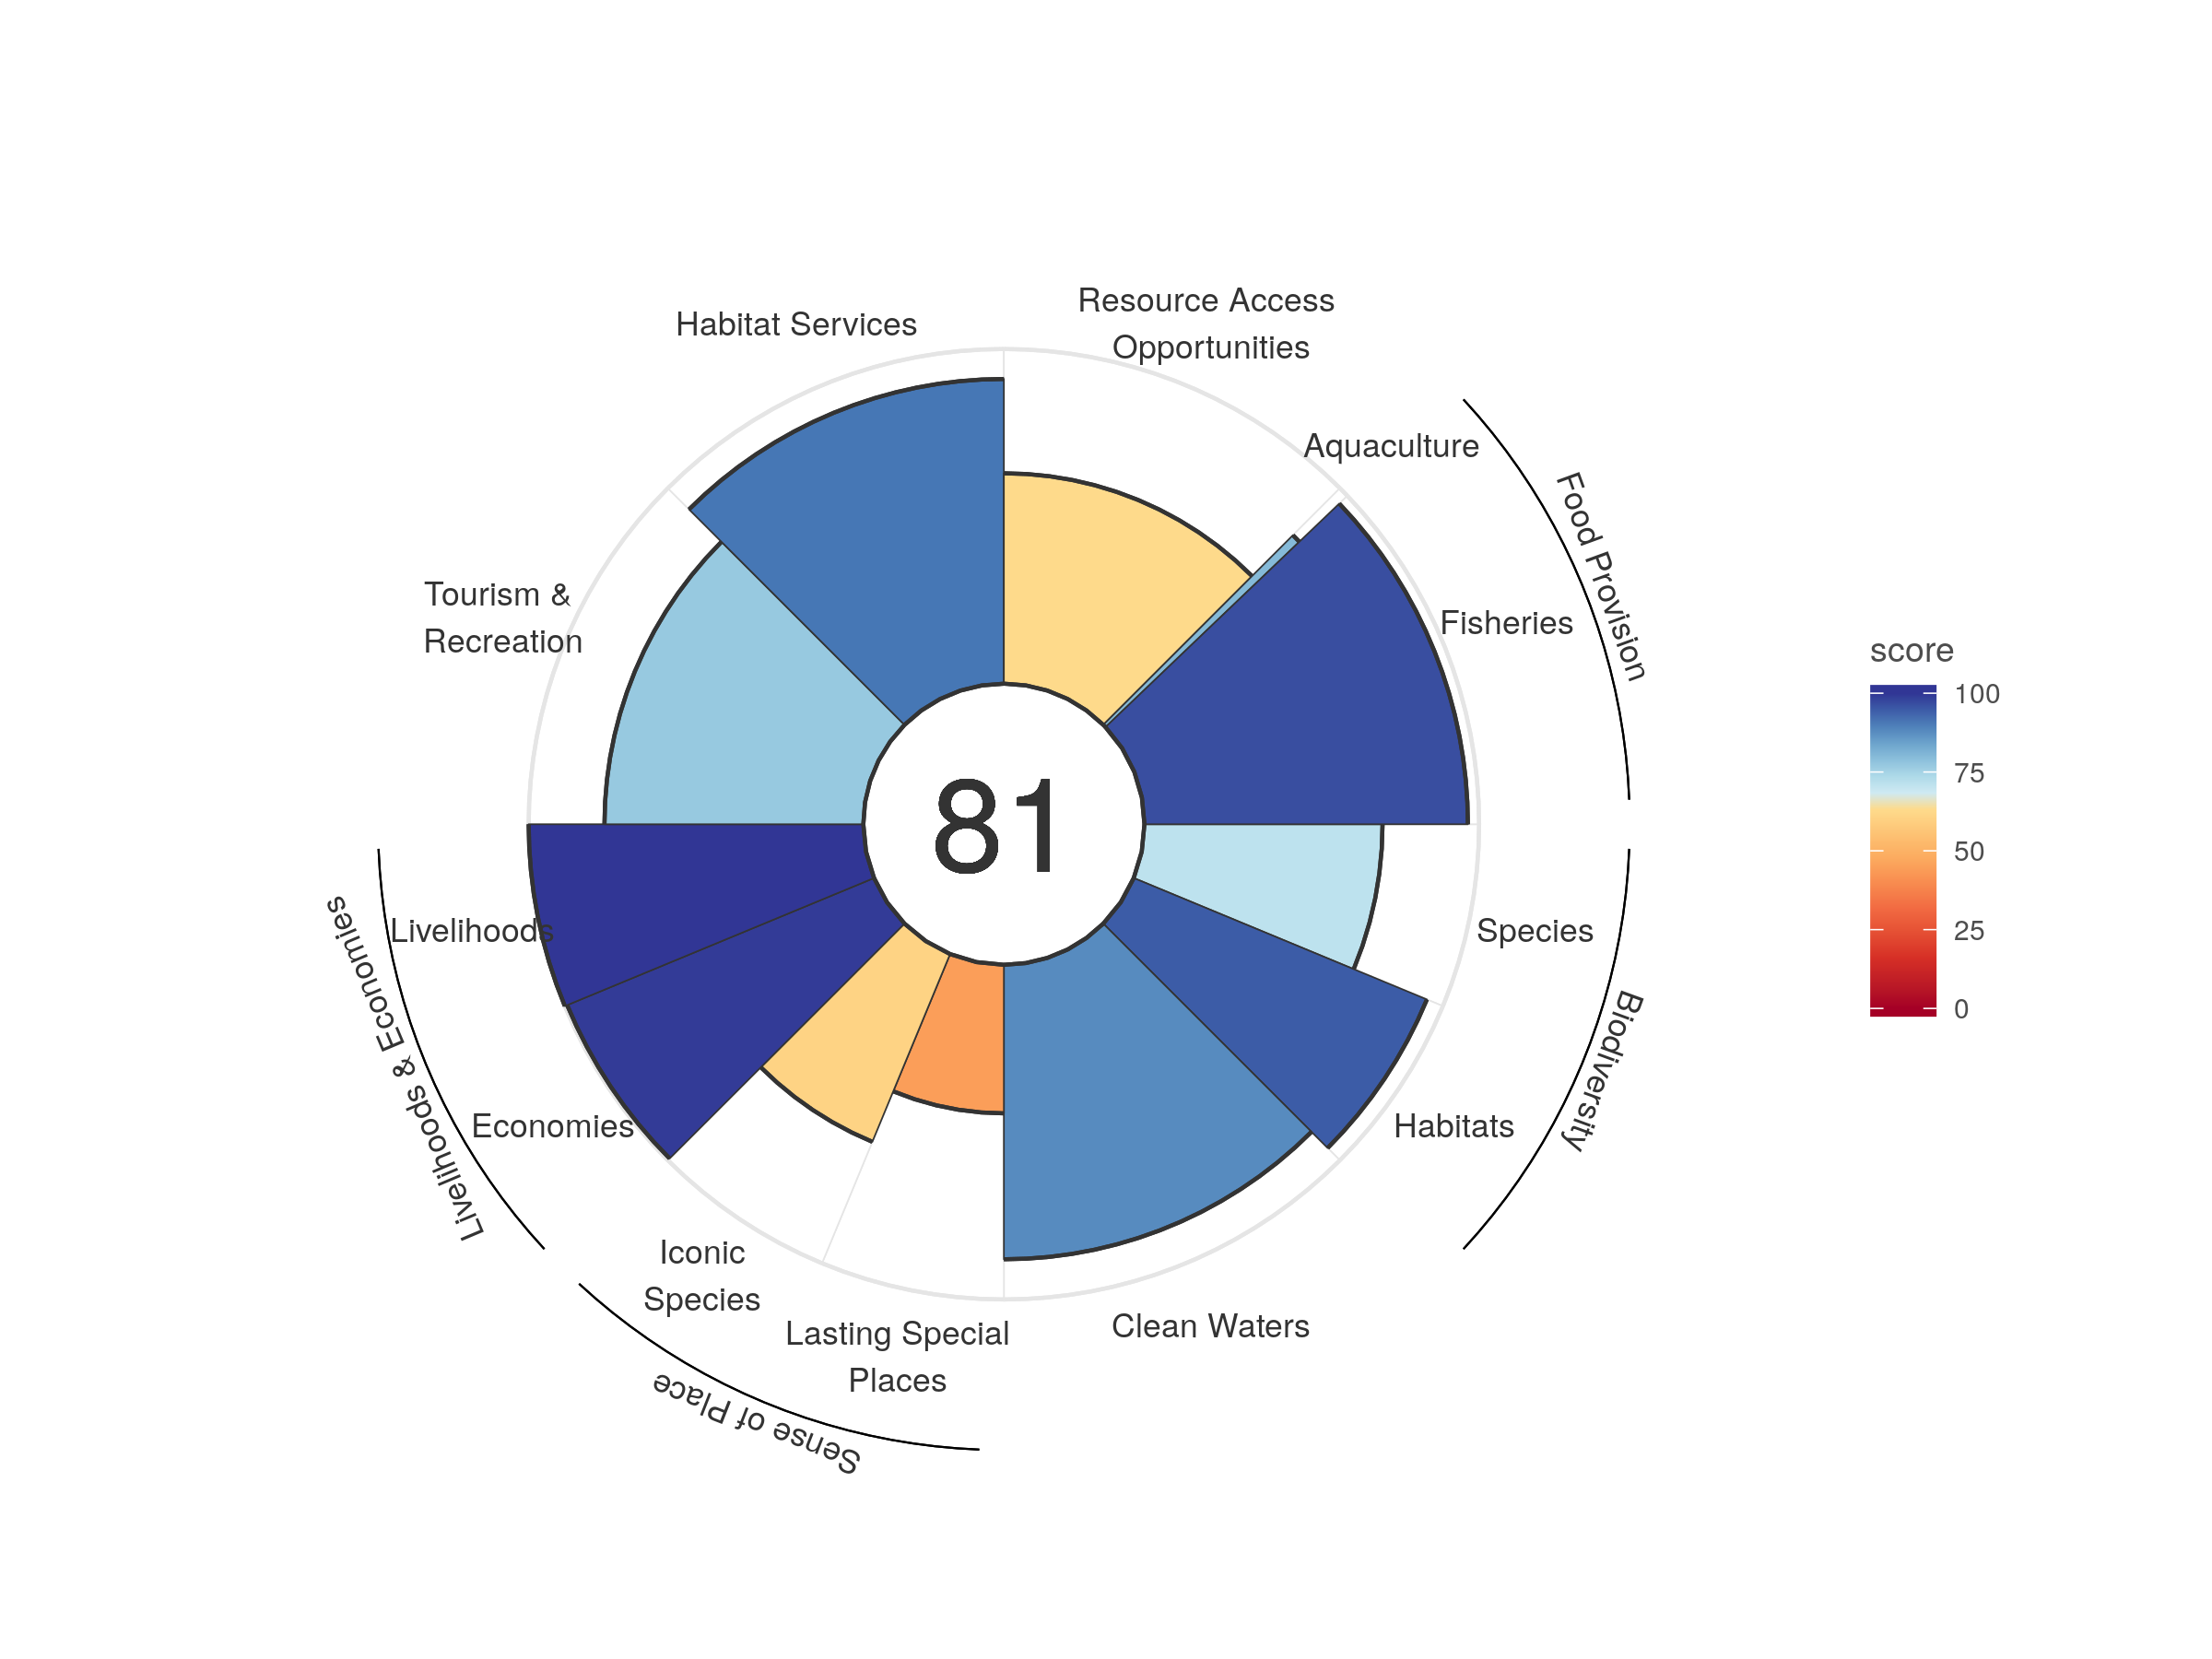 Resource Access
Opportunities
Habitat Services
Aquaculture
Food Provision
Tourism &
Recreation
Fisheries
score
100
75
50
25
0
81
Livelihoods
Species
Livelihoods & Economies
Biodiversity
Economies
Habitats
Iconic
Species
Lasting Special
Places
Clean Waters
Sense of Place